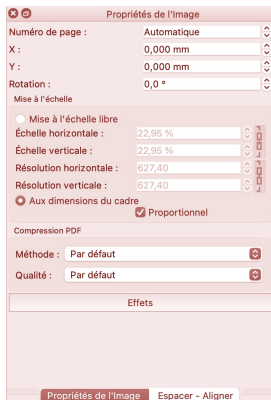 Propriétés de l'Image
Numéro de page : Automatique
X : 0,000 mm
Y : 0,000 mm
Rotation : 0,0 °
Mise à l'échelle
Mise à l'échelle libre
Échelle horizontale : 22,95 %
Échelle verticale : 22,95 %
Résolution horizontale : 627,40
Résolution verticale : 627,40
Aux dimensions du cadre
Proportionnel
Compression PDF
Méthode : Par défaut
Qualité : Par défaut
Effets
Propriétés de l'Image Espacer - Aligner